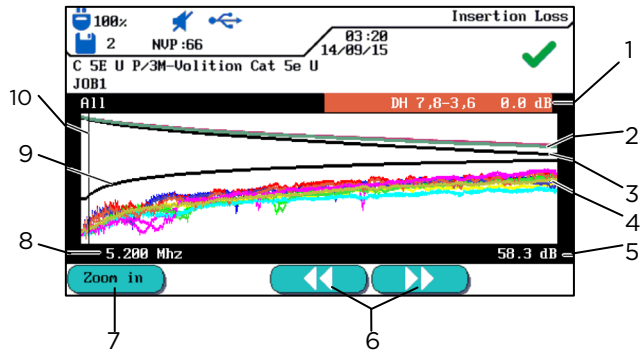 100% Insertion Loss
2 NVP:66 03:20
14/09/15
C 5E U P/3M-Volition Cat 5e U
JOB1
All DH 7,8-3,6 0.0 dB
5.200 Mhz 58.3 dB
Zoom in
1
2
3
4
5
6
7
8
9
10